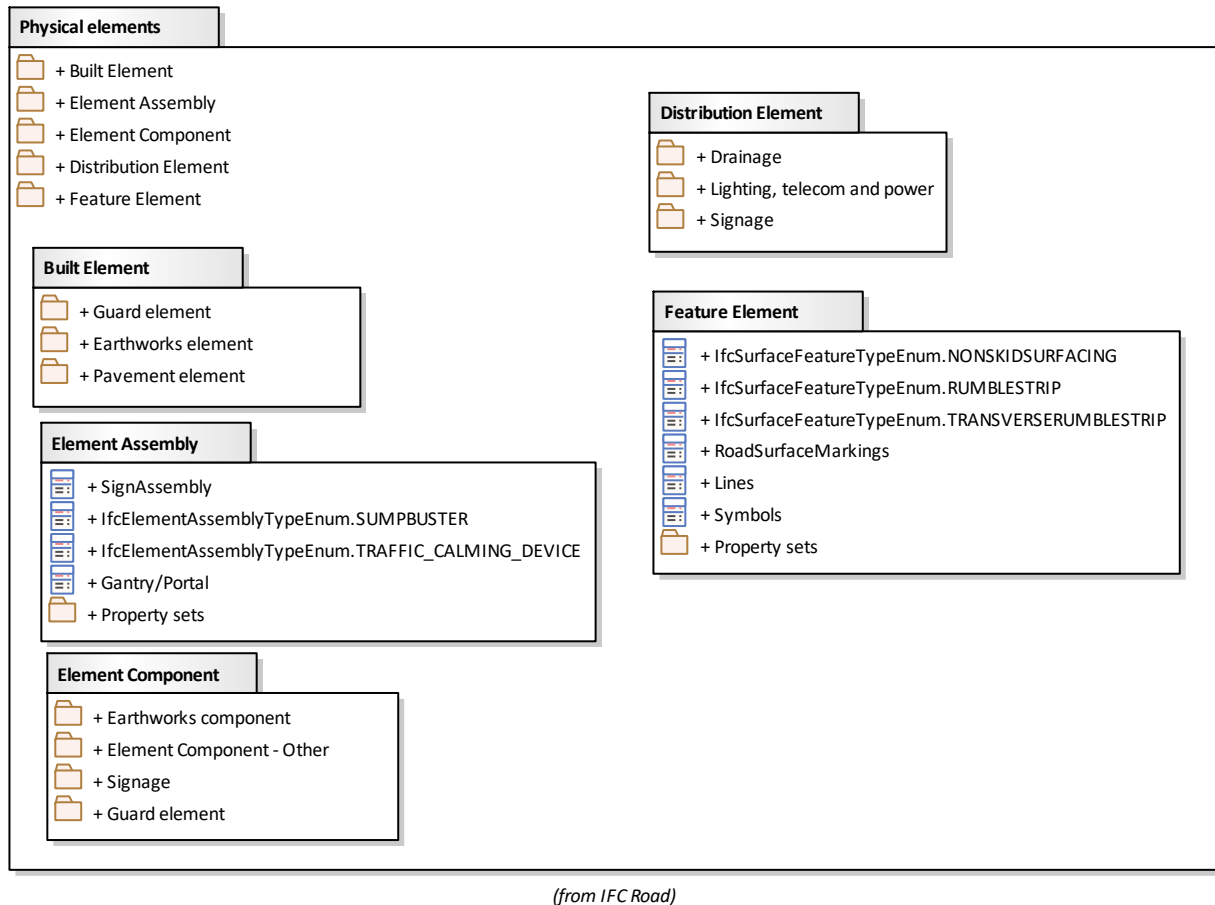 Physical elements
+ Built Element
+ Element Assembly
+ Element Component
+ Distribution Element
+ Feature Element
Built Element
+ Guard element
+ Earthworks element
+ Pavement element
Element Assembly
+ SignAssembly
+ IfcElementAssemblyTypeEnum.SUMPBUSTER
+ IfcElementAssemblyTypeEnum.TRAFFIC_CALMING_DEVICE
+ Gantry/Portal
+ Property sets
Element Component
+ Earthworks component
+ Element Component - Other
+ Signage
+ Guard element
Distribution Element
+ Drainage
+ Lighting, telecom and power
+ Signage
Feature Element
+ IfcSurfaceFeatureTypeEnum.NONSKIDSURFACING
+ IfcSurfaceFeatureTypeEnum.RUMBLESTRIP
+ IfcSurfaceFeatureTypeEnum.TRANSVERSERUMBLESTRIP
+ RoadSurfaceMarkings
+ Lines
+ Symbols
+ Property sets
(from IFC Road)